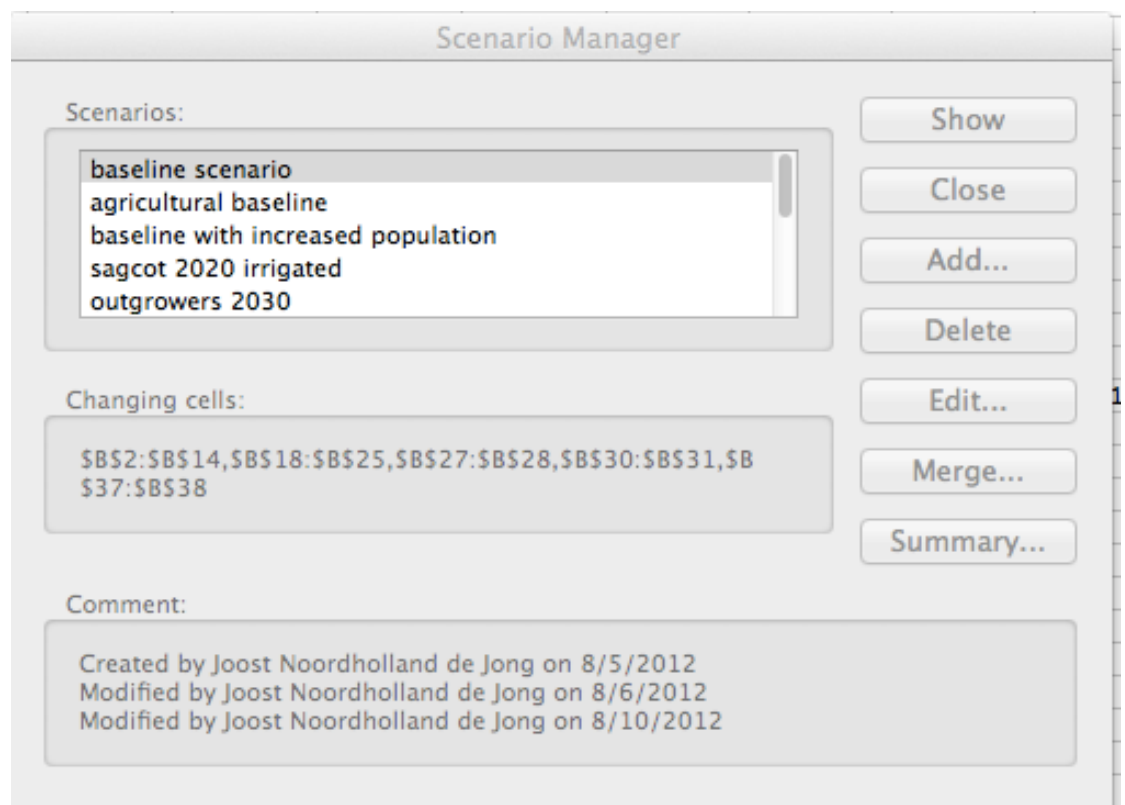 Scenario Manager
Scenarios:
baseline scenario
agricultural baseline
baseline with increased population
sagcot 2020 irrigated
outgrowers 2030
Show
Close
Add...
Delete
Edit...
Merge...
Summary...
Changing cells:
$B$2:$B$14,$B$18:$B$25,$B$27:$B$28,$B$30:$B$31,$B
$37:$B$38
Comment:
Created by Joost Noordholland de Jong on 8/5/2012
Modified by Joost Noordholland de Jong on 8/6/2012
Modified by Joost Noordholland de Jong on 8/10/2012
1